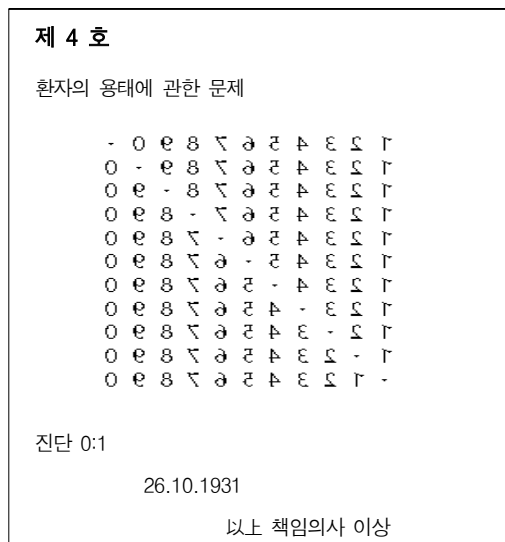 제 4 호
환자의 용태에 관한 문제
· 0 9 8 7 6 5 4 3 2 1
0 · 9 8 7 6 5 4 3 2 1
0 9 · 8 7 6 5 4 3 2 1
0 9 8 · 7 6 5 4 3 2 1
0 9 8 7 · 6 5 4 3 2 1
0 9 8 7 6 · 5 4 3 2 1
0 9 8 7 6 5 · 4 3 2 1
0 9 8 7 6 5 4 · 3 2 1
0 9 8 7 6 5 4 3 · 2 1
0 9 8 7 6 5 4 3 2 · 1
0 9 8 7 6 5 4 3 2 1 ·
진단 0:1
26.10.1931
以上 책임의사 이상